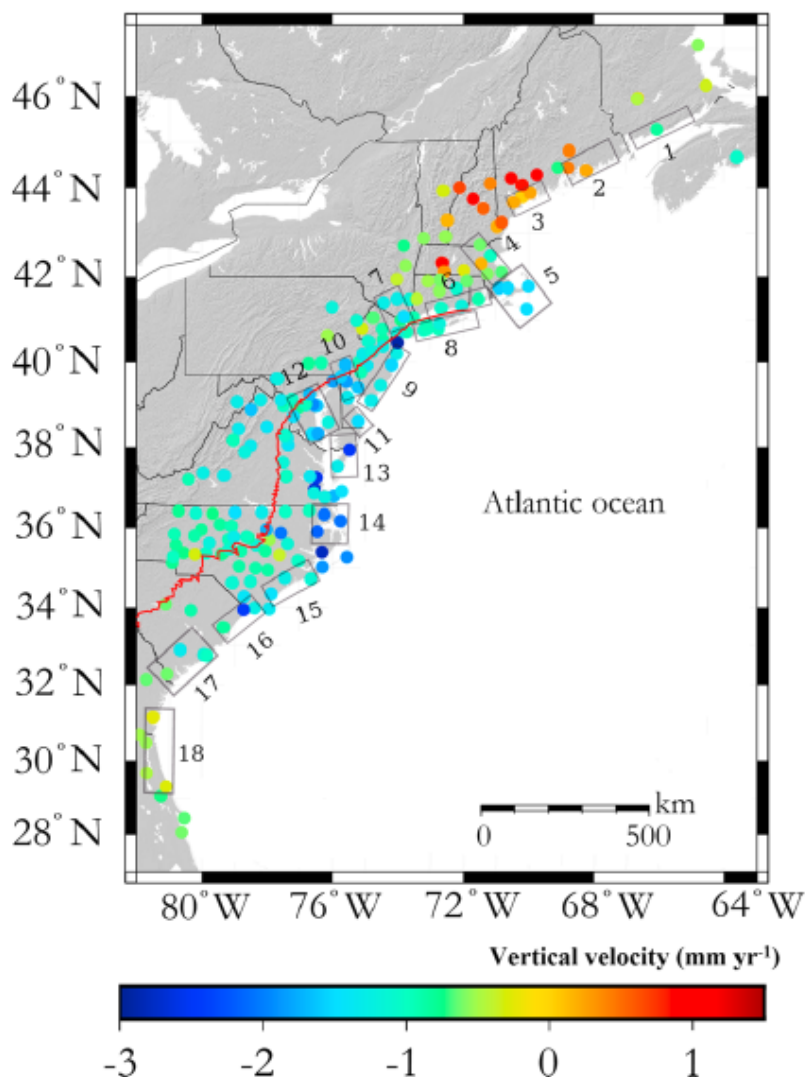 46°N
44°N
42°N
40°N
38°N
36°N
34°N
32°N
30°N
28°N
1
2
3
4
5
6
7
8
9
10
11
12
13
14
15
16
17
18
Atlantic ocean
km
0 500
80°W 76°W 72°W 68°W 64°W
Vertical velocity (mm yr-1)
-3 -2 -1 0 1